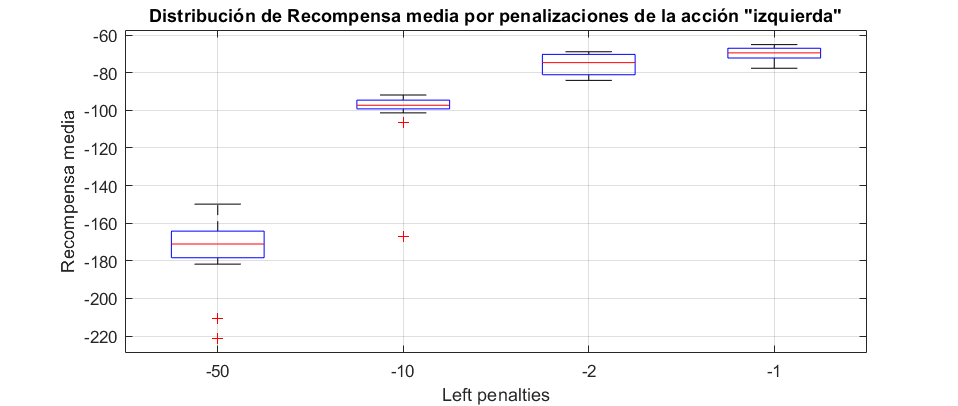 Distribución de Recompensa media por penalizaciones de la acción "izquierda"
Recompensa media
-60
-80
-100
-120
-140
-160
-180
-200
-220
-50 -10 -2 -1
Left penalties